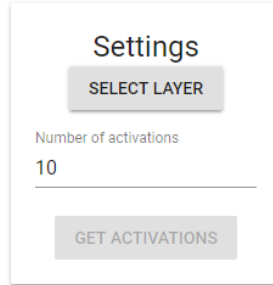 Settings
SELECT LAYER
Number of activations
10
GET ACTIVATIONS